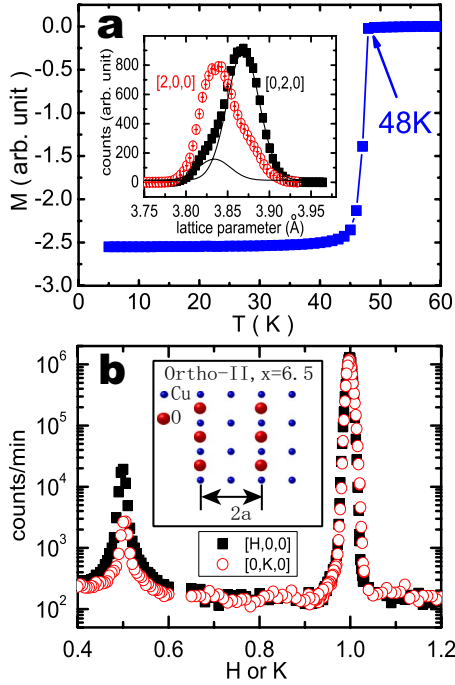 a
M ( arb. unit )
0.0
-0.5
-1.0
-1.5
-2.0
-2.5
-3.0
0 10 20 30 40 50 60
T ( K )
48K
[2,0,0]
[0,2,0]
counts (arb. unit)
800
600
400
200
0
3.75 3.80 3.85 3.90 3.95
lattice parameter (Å)
b
counts/min
10⁶
10⁵
10⁴
10³
10²
Ortho-II, x=6.5
Cu
O
2a
[H,0,0]
[0,K,0]
0.4 0.6 0.8 1.0 1.2
H or K